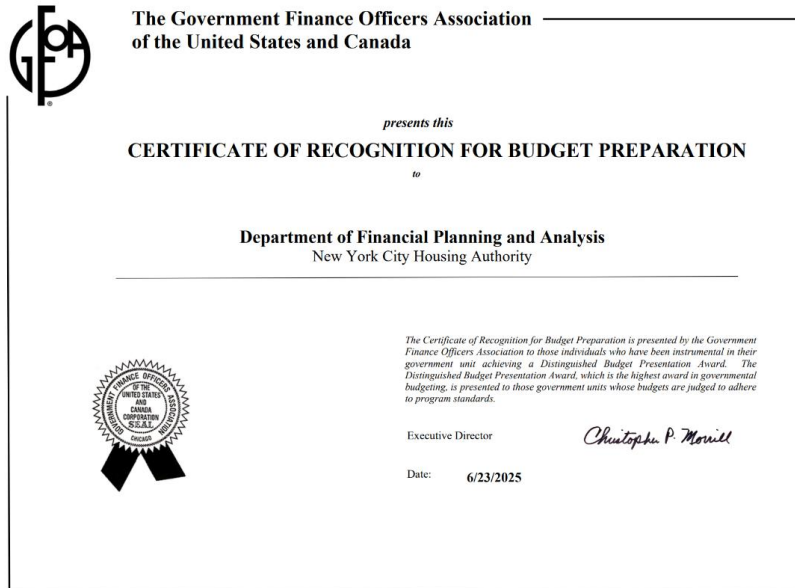 GFOA
®
The Government Finance Officers Association
of the United States and Canada
presents this
CERTIFICATE OF RECOGNITION FOR BUDGET PREPARATION
to
Department of Financial Planning and Analysis
New York City Housing Authority
The Certificate of Recognition for Budget Preparation is presented by the Government
Finance Officers Association to those individuals who have been instrumental in their
government unit achieving a Distinguished Budget Presentation Award. The
Distinguished Budget Presentation Award, which is the highest award in governmental
budgeting, is presented to those government units whose budgets are judged to adhere
to program standards.
GOVERNMENT FINANCE OFFICERS ASSOCIATION
OF THE
UNITED STATES
AND
CANADA
CORPORATION
SEAL
CHICAGO
Executive Director
Christopher P. Morrill
Date: 6/23/2025